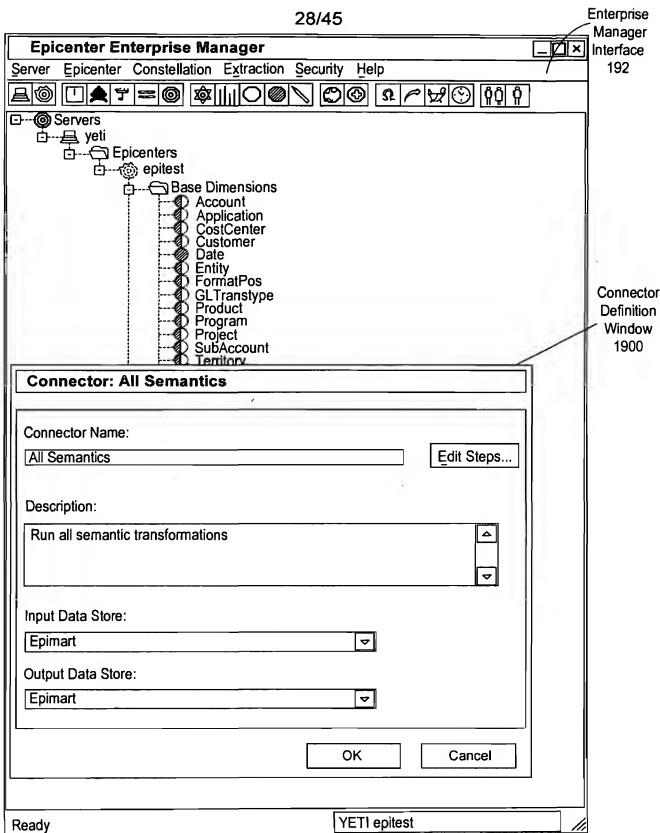 28/45
Enterprise
Manager
Interface
192
Epicenter Enterprise Manager
Server Epicenter Constellation Extraction Security Help
Servers
yeti
Epicenters
epitest
Base Dimensions
Account
Application
CostCenter
Customer
Date
Entity
FormatPos
GLTranstype
Product
Program
Project
SubAccount
Territory
Connector
Definition
Window
1900
Connector: All Semantics
Connector Name:
All Semantics
Edit Steps...
Description:
Run all semantic transformations
Input Data Store:
Epimart
Output Data Store:
Epimart
OK
Cancel
Ready
YETI epitest